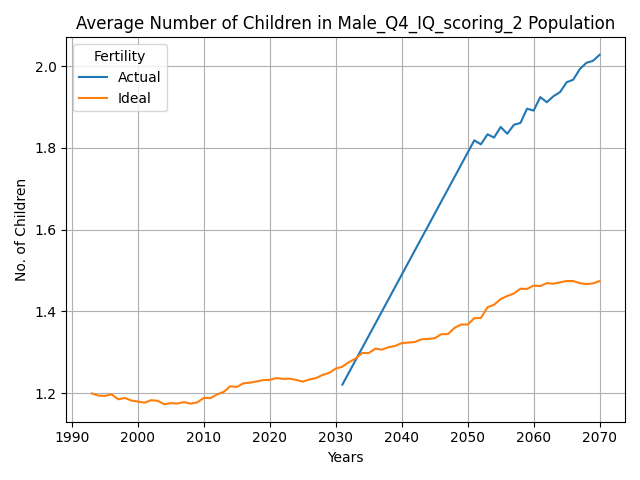 Average Number of Children in Male_Q4_IQ_scoring_2 Population
Fertility
Actual
Ideal
No. of Children
2.0
1.8
1.6
1.4
1.2
1990 2000 2010 2020 2030 2040 2050 2060 2070
Years